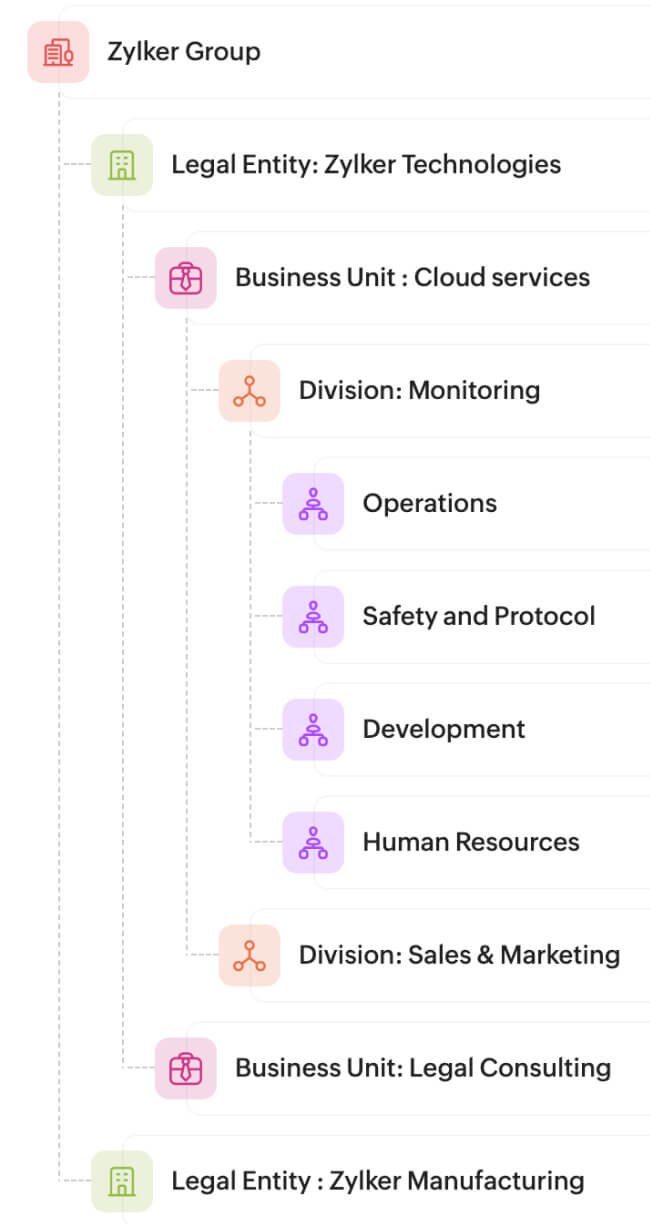 Zylker Group
Legal Entity: Zylker Technologies
Business Unit : Cloud services
Division: Monitoring
Operations
Safety and Protocol
Development
Human Resources
Division: Sales & Marketing
Business Unit: Legal Consulting
Legal Entity : Zylker Manufacturing